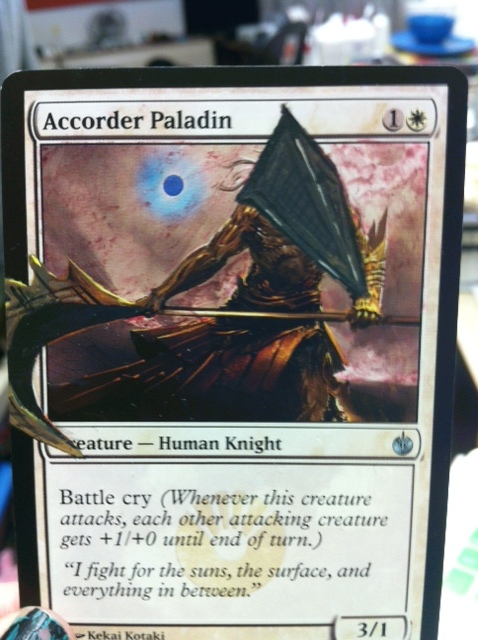 Accorder Paladin 1
reature — Human Knight
Battle cry (Whenever this creature
attacks, each other attacking creature
gets +1/+0 until end of turn.)
"I fight for the suns, the surface, and
everything in between."
Kekai Kotaki
3/1